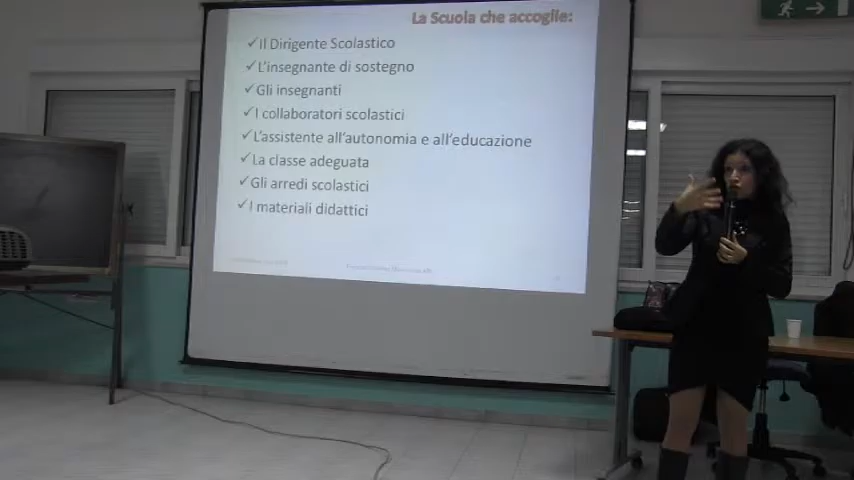 La Scuola che accoglie:
✓Il Dirigente Scolastico
✓L'insegnante di sostegno
✓Gli insegnanti
✓I collaboratori scolastici
✓L'assistente all'autonomia e all'educazione
✓La classe adeguata
✓Gli arredi scolastici
✓I materiali didattici